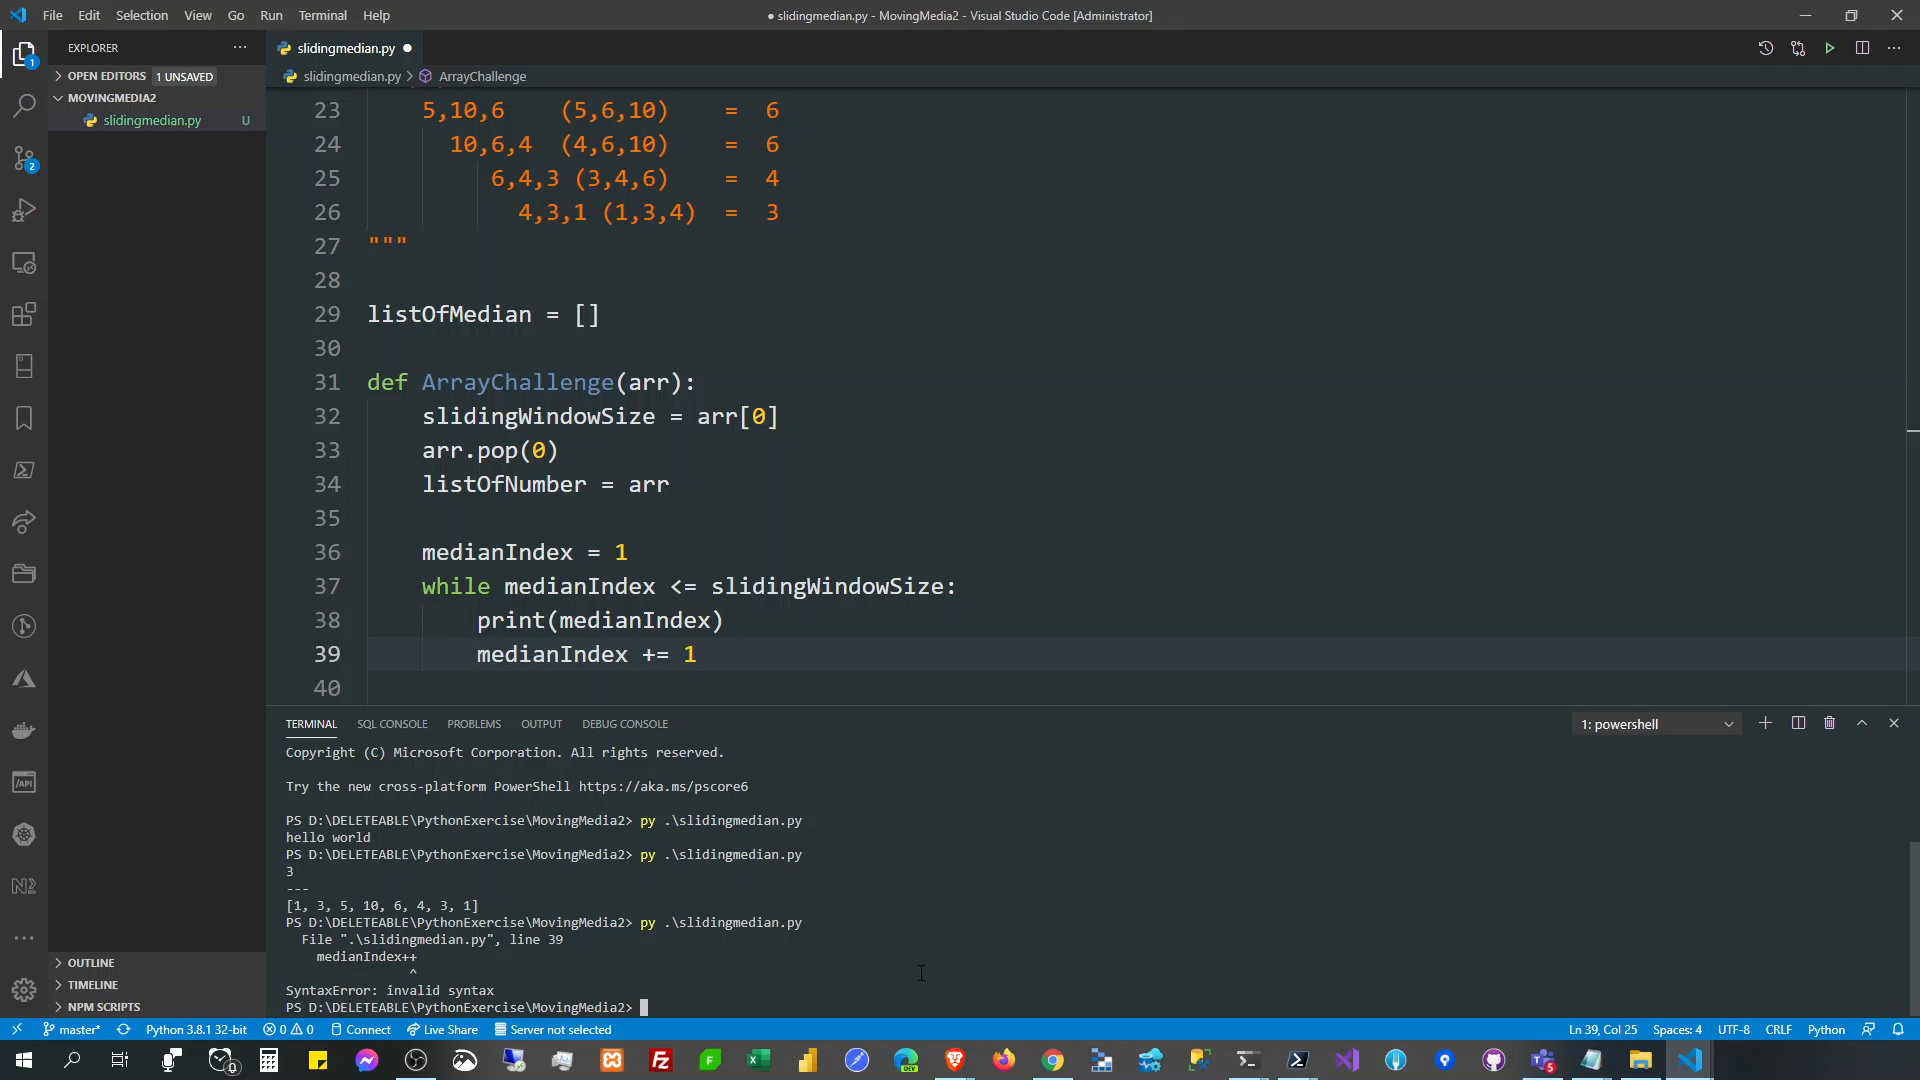 File Edit Selection View Go Run Terminal Help
● slidingmedian.py - MovingMedia2 - Visual Studio Code [Administrator]
EXPLORER
slidingmedian.py
OPEN EDITORS 1 UNSAVED
slidingmedian.py > ArrayChallenge
MOVINGMEDIA2
slidingmedian.py U
23 5,10,6 (5,6,10) = 6
24 10,6,4 (4,6,10) = 6
25 6,4,3 (3,4,6) = 4
26 4,3,1 (1,3,4) = 3
27 """
28
29 listOfMedian = []
30
31 def ArrayChallenge(arr):
32 slidingWindowSize = arr[0]
33 arr.pop(0)
34 listOfNumber = arr
35
36 medianIndex = 1
37 while medianIndex <= slidingWindowSize:
38 print(medianIndex)
39 medianIndex += 1
40
TERMINAL SQL CONSOLE PROBLEMS OUTPUT DEBUG CONSOLE
1: powershell
Copyright (C) Microsoft Corporation. All rights reserved.
Try the new cross-platform PowerShell https://aka.ms/pscore6
PS D:\DELETEABLE\PythonExercise\MovingMedia2> py .\slidingmedian.py
hello world
PS D:\DELETEABLE\PythonExercise\MovingMedia2> py .\slidingmedian.py
3
---
[1, 3, 5, 10, 6, 4, 3, 1]
PS D:\DELETEABLE\PythonExercise\MovingMedia2> py .\slidingmedian.py
File ".\slidingmedian.py", line 39
medianIndex++
^
SyntaxError: invalid syntax
PS D:\DELETEABLE\PythonExercise\MovingMedia2>
OUTLINE
TIMELINE
NPM SCRIPTS
master* Python 3.8.1 32-bit 0 0 Connect Live Share Server not selected
Ln 39, Col 25 Spaces: 4 UTF-8 CRLF Python